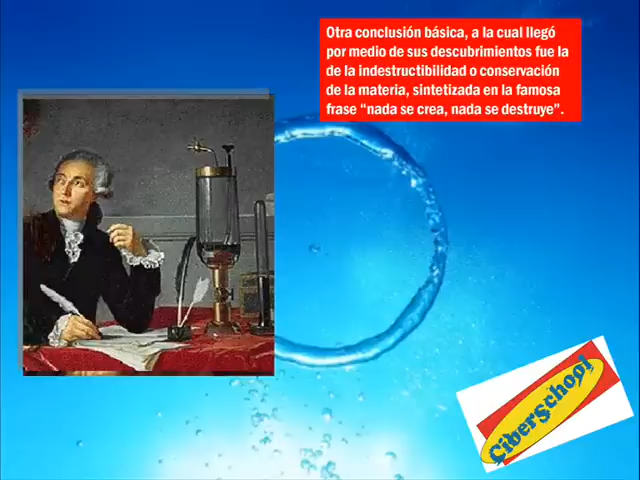 Otra conclusión básica, a la cual llegó
por medio de sus descubrimientos fue la
de la indestructibilidad o conservación
de la materia, sintetizada en la famosa
frase “nada se crea, nada se destruye”.
Ciberschool